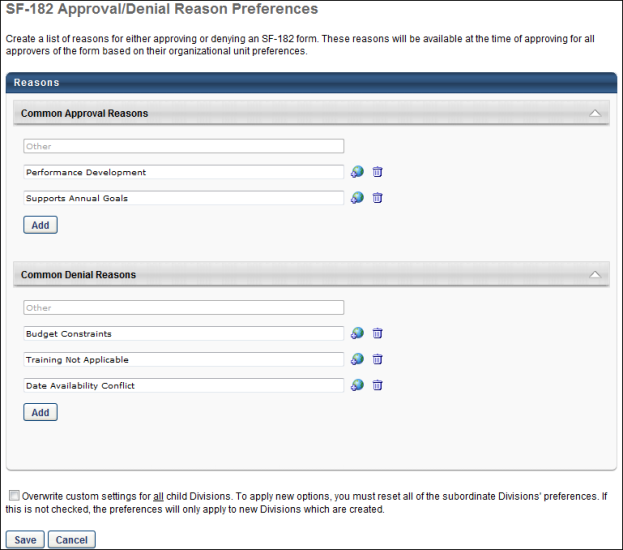 SF-182 Approval/Denial Reason Preferences
Create a list of reasons for either approving or denying an SF-182 form. These reasons will be available at the time of approving for all
approvers of the form based on their organizational unit preferences.
Reasons
Common Approval Reasons
Other
Performance Development
Supports Annual Goals
Add
Common Denial Reasons
Other
Budget Constraints
Training Not Applicable
Date Availability Conflict
Add
Overwrite custom settings for all child Divisions. To apply new options, you must reset all of the subordinate Divisions' preferences. If
this is not checked, the preferences will only apply to new Divisions which are created.
Save Cancel